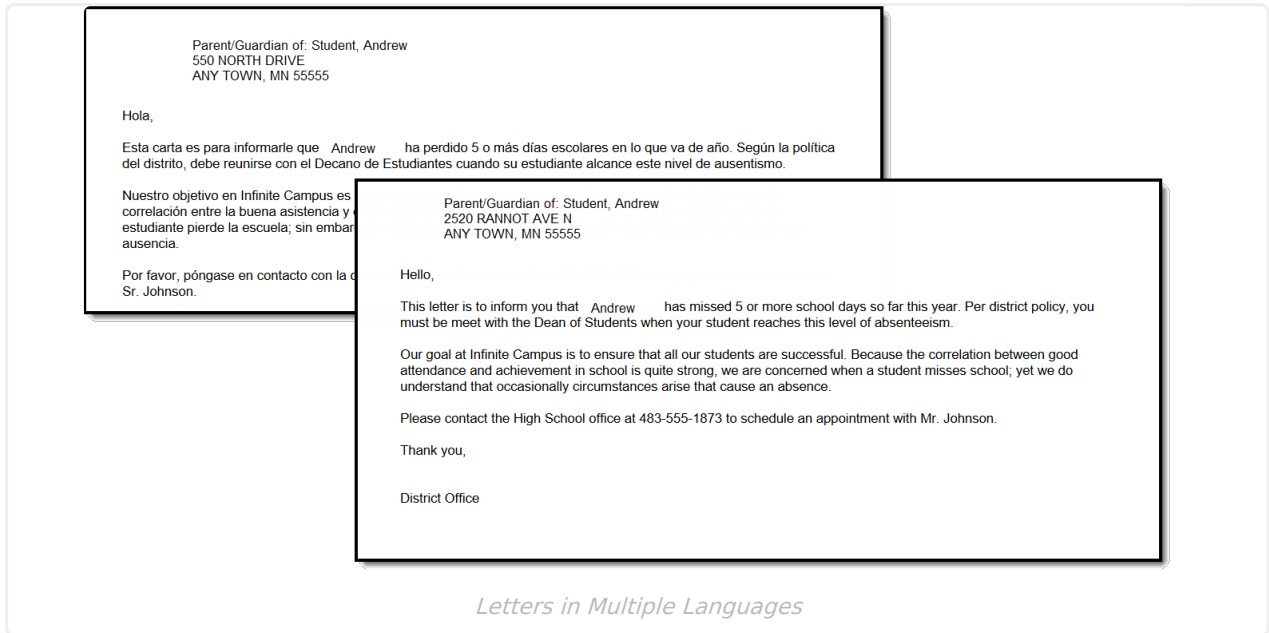 Parent/Guardian of: Student, Andrew
550 NORTH DRIVE
ANY TOWN, MN 55555
Hola,
Esta carta es para informarle que Andrew ha perdido 5 o más días escolares en lo que va de año. Según la política
del distrito, debe reunirse con el Decano de Estudiantes cuando su estudiante alcance este nivel de ausentismo.
Nuestro objetivo en Infinite Campus es
correlación entre la buena asistencia y
estudiante pierde la escuela; sin
ausencia.
Por favor, póngase en contacto con la
Sr. Johnson.
Parent/Guardian of: Student, Andrew
2520 RANNOT AVE N
ANY TOWN, MN 55555
Hello,
This letter is to inform you that Andrew has missed 5 or more school days so far this year. Per district policy, you
must be meet with the Dean of Students when your student reaches this level of absenteeism.
Our goal at Infinite Campus is to ensure that all our students are successful. Because the correlation between good
attendance and achievement in school is quite strong, we are concerned when a student misses school; yet we do
understand that occasionally circumstances arise that cause an absence.
Please contact the High School office at 483-555-1873 to schedule an appointment with Mr. Johnson.
Thank you,
District Office
Letters in Multiple Languages